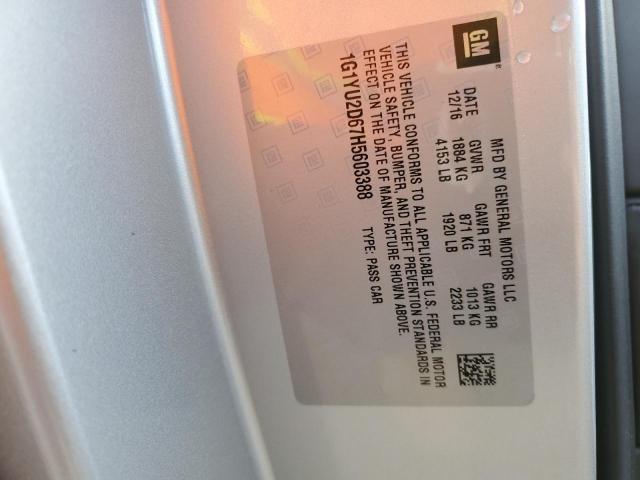 GM
MFD BY GENERAL MOTORS LLC
DATE GVWR GAWR FRT GAWR RR
12/16 1884 KG 871 KG 1013 KG
4153 LB 1920 LB 2233 LB
THIS VEHICLE CONFORMS TO ALL APPLICABLE U.S. FEDERAL MOTOR
VEHICLE SAFETY, BUMPER, AND THEFT PREVENTION STANDARDS IN
EFFECT ON THE DATE OF MANUFACTURE SHOWN ABOVE.
1G1YU2D67H5603388 TYPE: PASS CAR